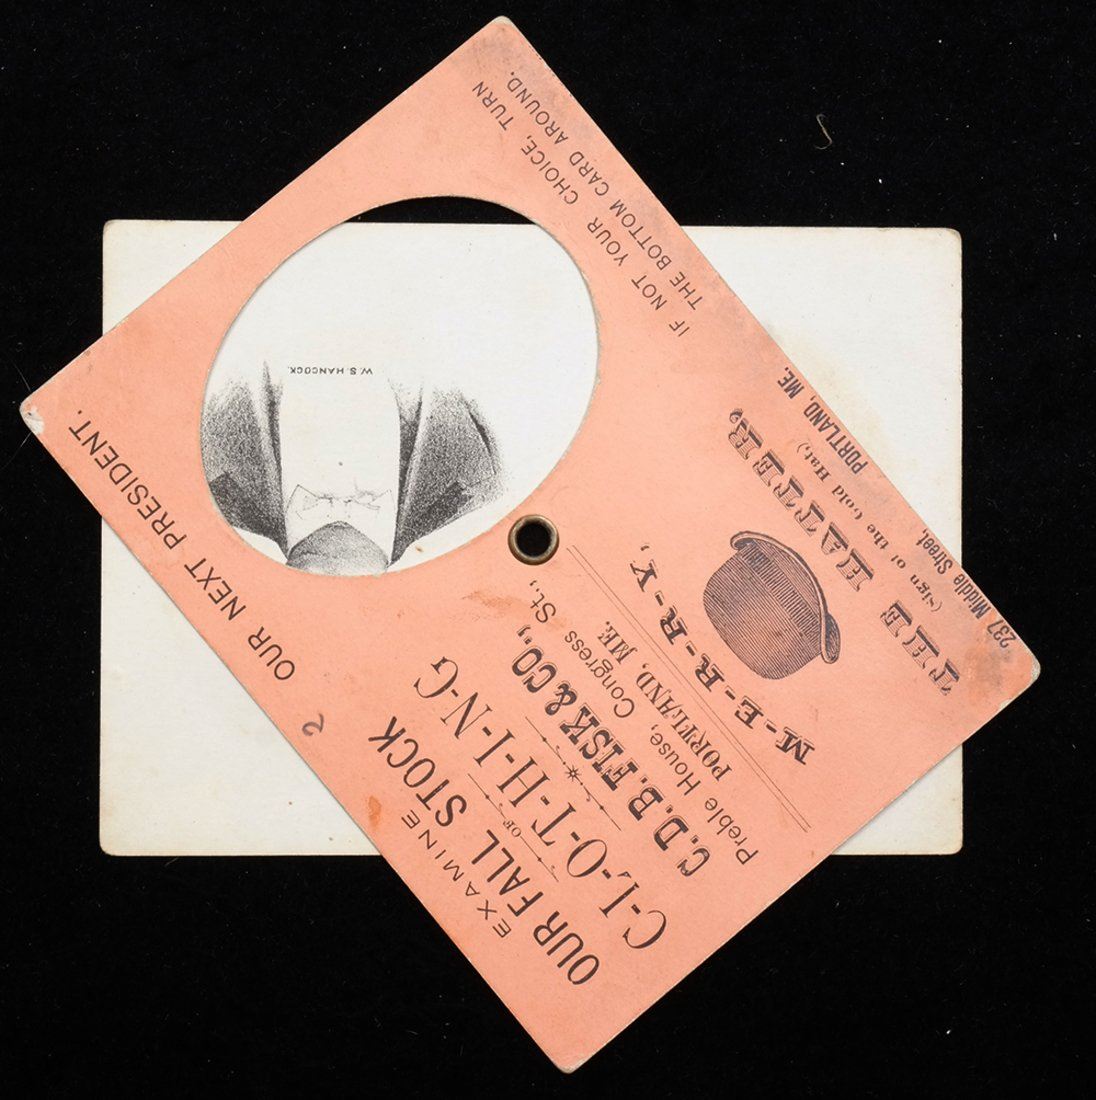 OUR NEXT PRESIDENT.
W. S. HANCOCK.
IF NOT YOUR CHOICE, TURN
THE BOTTOM CARD AROUND.
EXAMINE
OUR FALL STOCK
OF
C-L-O-T-H-I-N-G
C. D. B. FISK & CO.,
Preble House, Congress St.,
PORTLAND, ME.
M-E-R-R-Y,
THE HATTER,
(Sign of the Gold Hat,)
237 Middle Street, PORTLAND, ME.
2